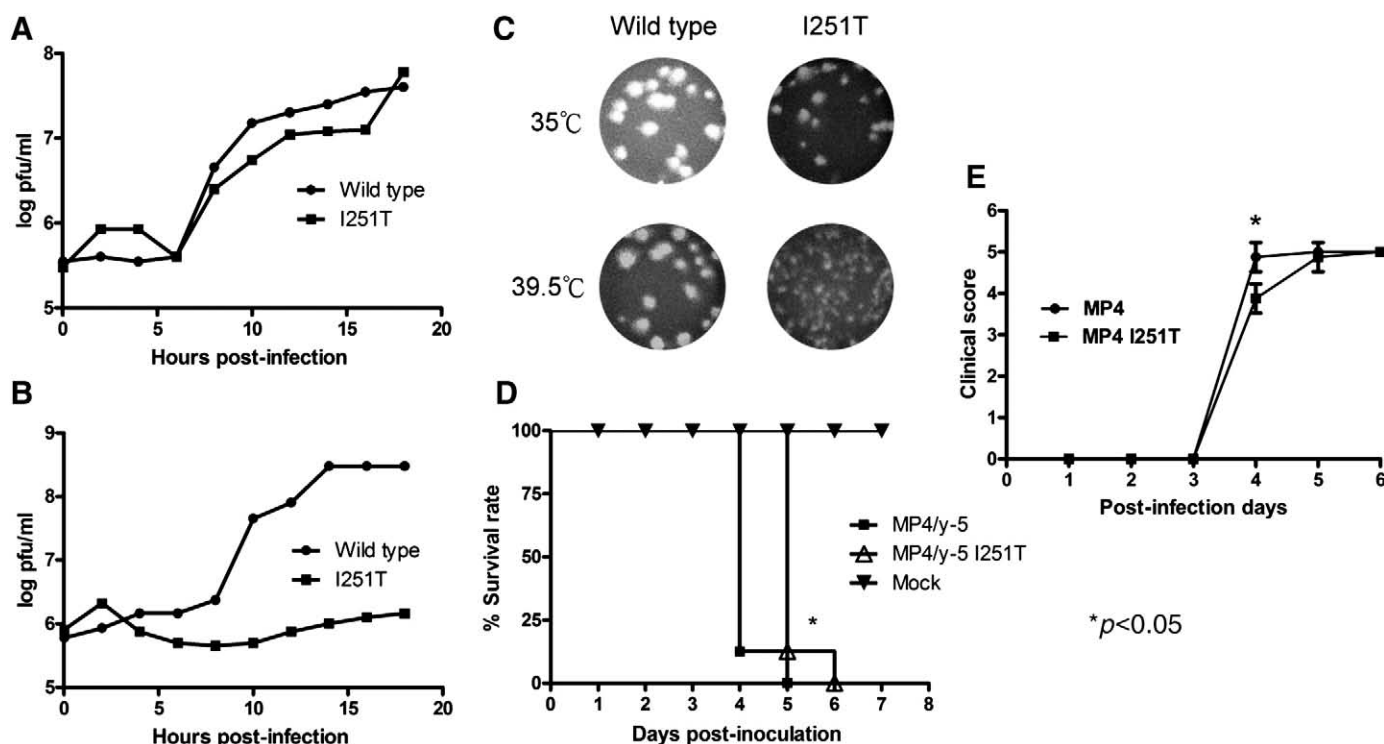 A
8
7
6
5
log pfu/ml
Wild type
I251T
0 5 10 15 20
Hours post-infection
B
9
8
7
6
5
log pfu/ml
Wild type
I251T
0 5 10 15 20
Hours post-infection
C
Wild type I251T
35℃
39.5℃
D
100
75
50
25
0
% Survival rate
MP4/y-5
MP4/y-5 I251T
Mock
*
0 1 2 3 4 5 6 7 8
Days post-inoculation
E
6
5
4
3
2
1
0
Clinical score
*
MP4
MP4 I251T
0 1 2 3 4 5 6
Post-infection days
*p<0.05